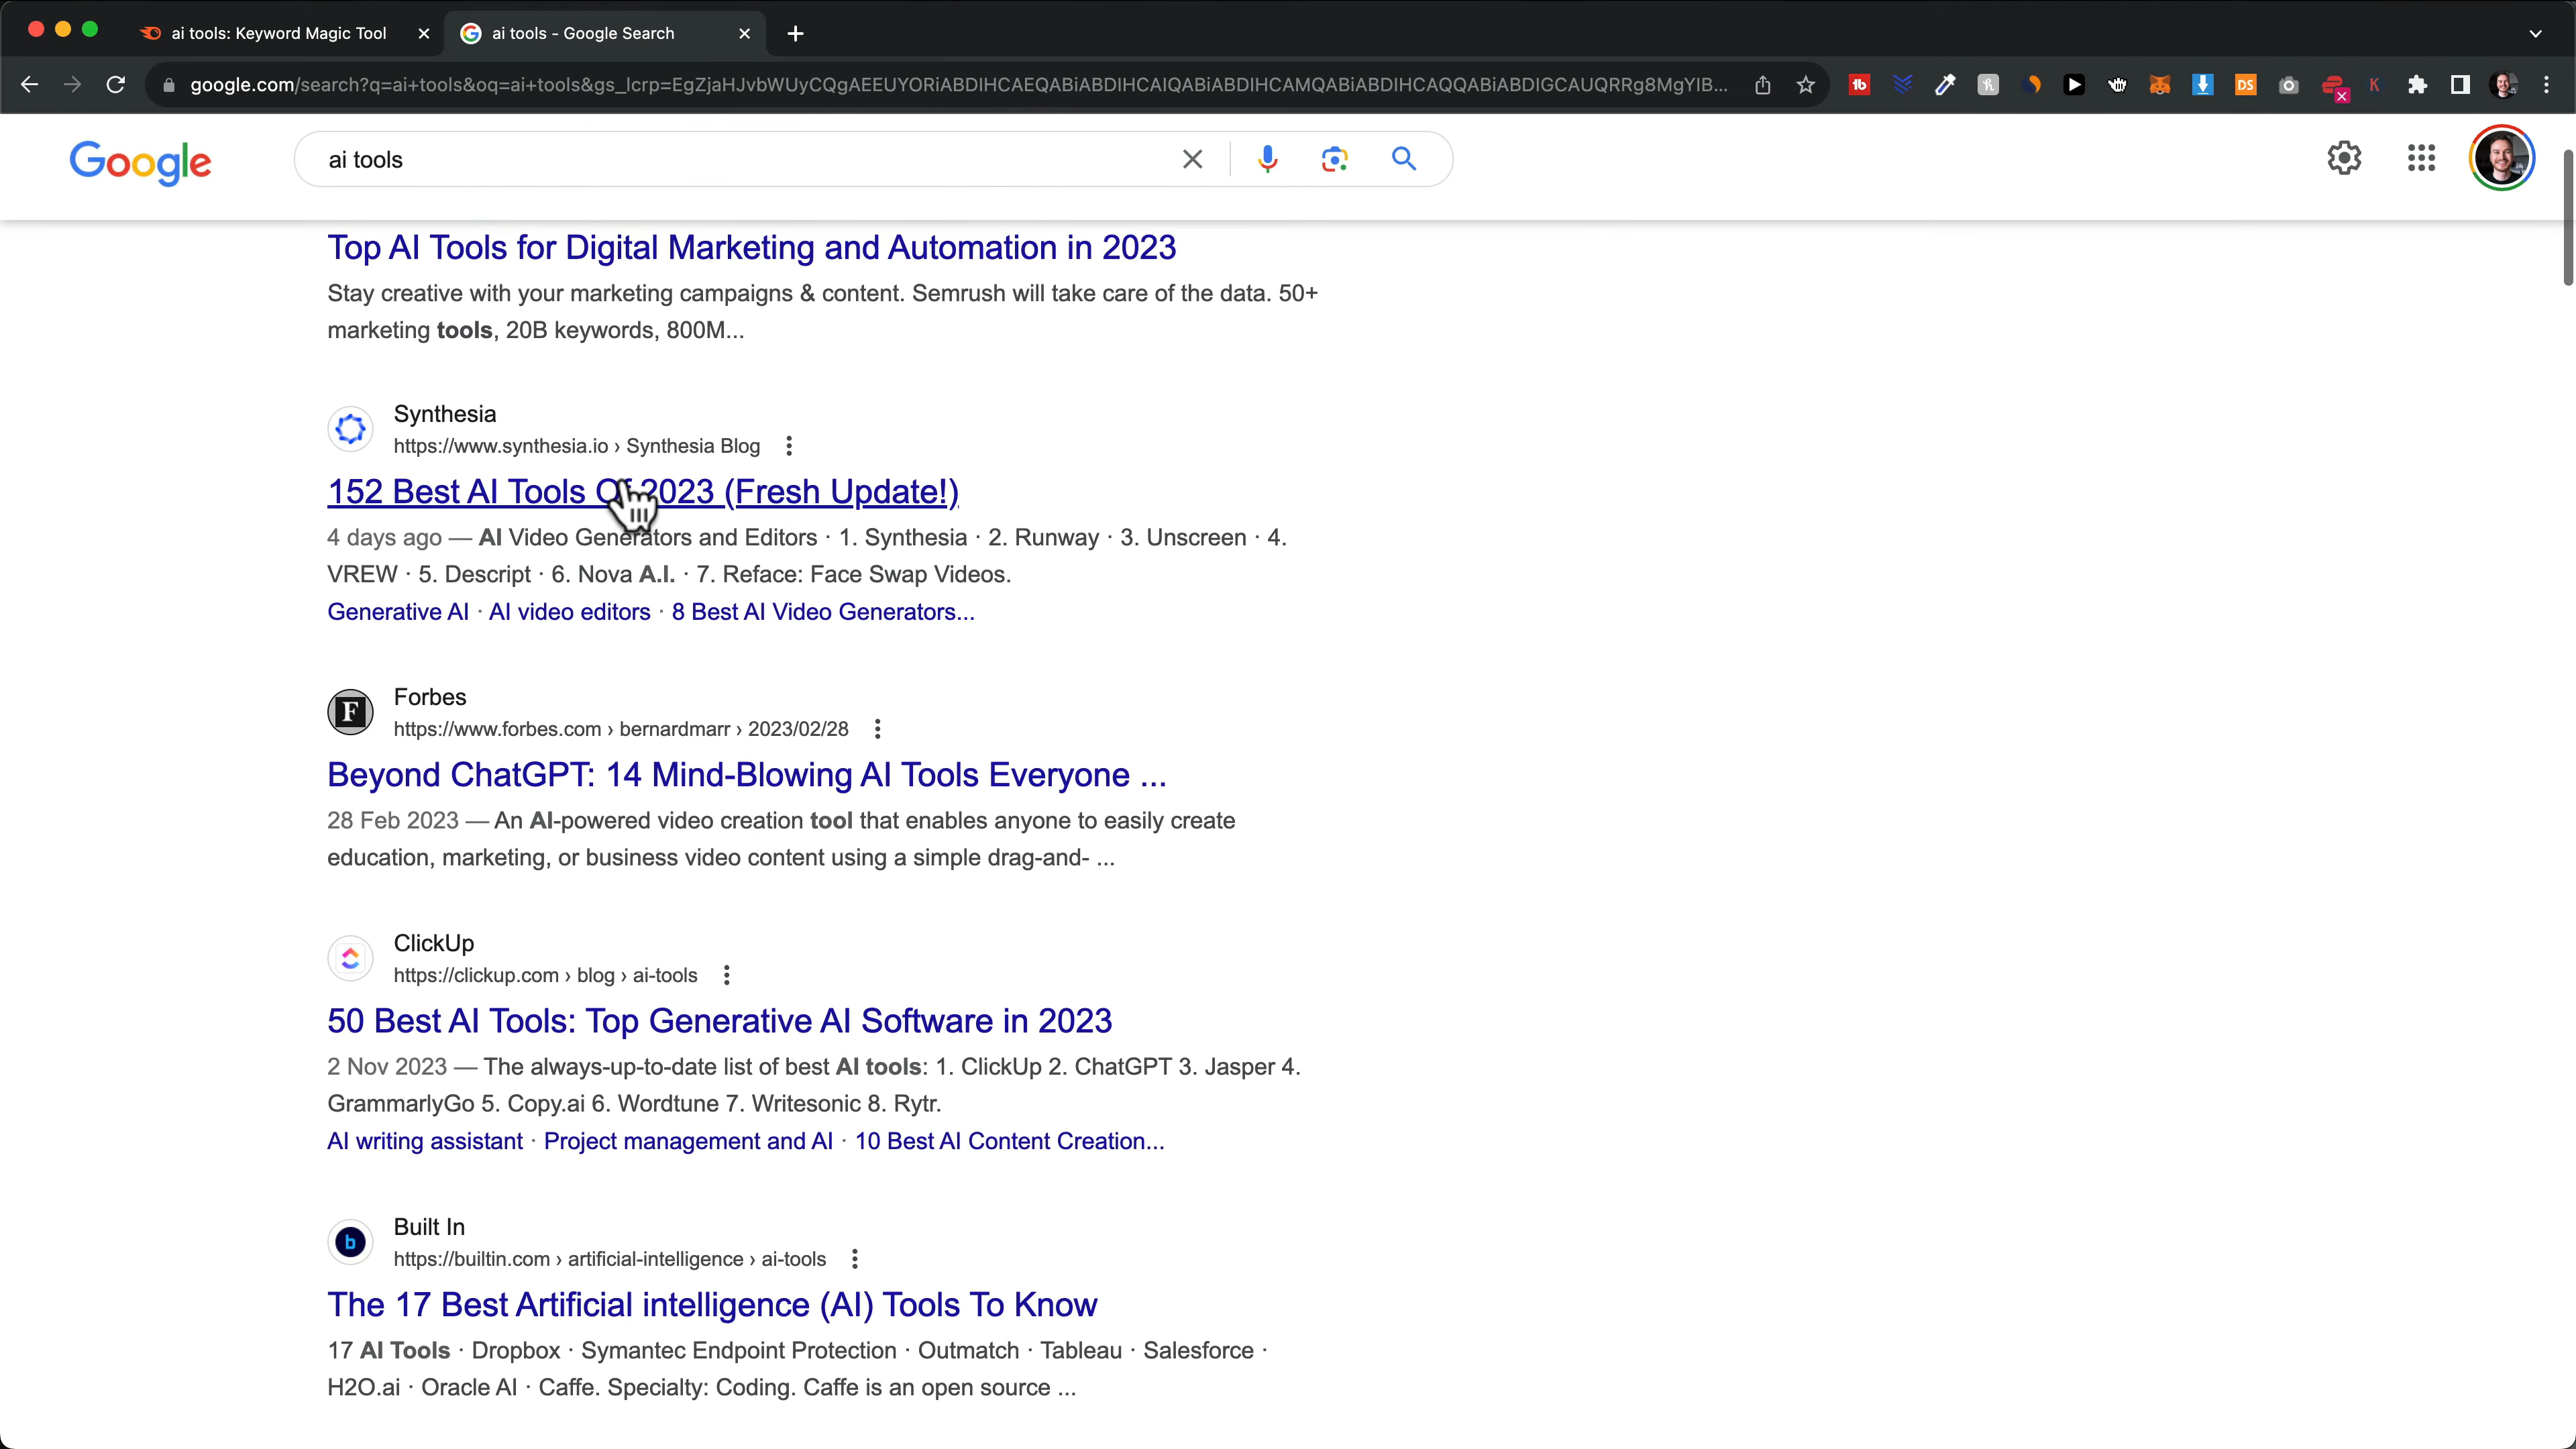 ai tools: Keyword Magic Tool
ai tools - Google Search
google.com/search?q=ai+tools&oq=ai+tools&gs_lcrp=EgZjaHJvbWUyCQgAEEUYORiABDIHCAEQABiABDIHCAIQABiABDIHCAMQABiABDIHCAQQABiABDIGCAUQRRg8MgYIB...
Google
ai tools
Top AI Tools for Digital Marketing and Automation in 2023
Stay creative with your marketing campaigns & content. Semrush will take care of the data. 50+
marketing tools, 20B keywords, 800M...
Synthesia
https://www.synthesia.io › Synthesia Blog
152 Best AI Tools Of 2023 (Fresh Update!)
4 days ago — AI Video Generators and Editors · 1. Synthesia · 2. Runway · 3. Unscreen · 4.
VREW · 5. Descript · 6. Nova A.I. · 7. Reface: Face Swap Videos.
Generative AI · AI video editors · 8 Best AI Video Generators...
Forbes
https://www.forbes.com › bernardmarr › 2023/02/28
Beyond ChatGPT: 14 Mind-Blowing AI Tools Everyone ...
28 Feb 2023 — An AI-powered video creation tool that enables anyone to easily create
education, marketing, or business video content using a simple drag-and- ...
ClickUp
https://clickup.com › blog › ai-tools
50 Best AI Tools: Top Generative AI Software in 2023
2 Nov 2023 — The always-up-to-date list of best AI tools: 1. ClickUp 2. ChatGPT 3. Jasper 4.
GrammarlyGo 5. Copy.ai 6. Wordtune 7. Writesonic 8. Rytr.
AI writing assistant · Project management and AI · 10 Best AI Content Creation...
Built In
https://builtin.com › artificial-intelligence › ai-tools
The 17 Best Artificial intelligence (AI) Tools To Know
17 AI Tools · Dropbox · Symantec Endpoint Protection · Outmatch · Tableau · Salesforce ·
H2O.ai · Oracle AI · Caffe. Specialty: Coding. Caffe is an open source ...